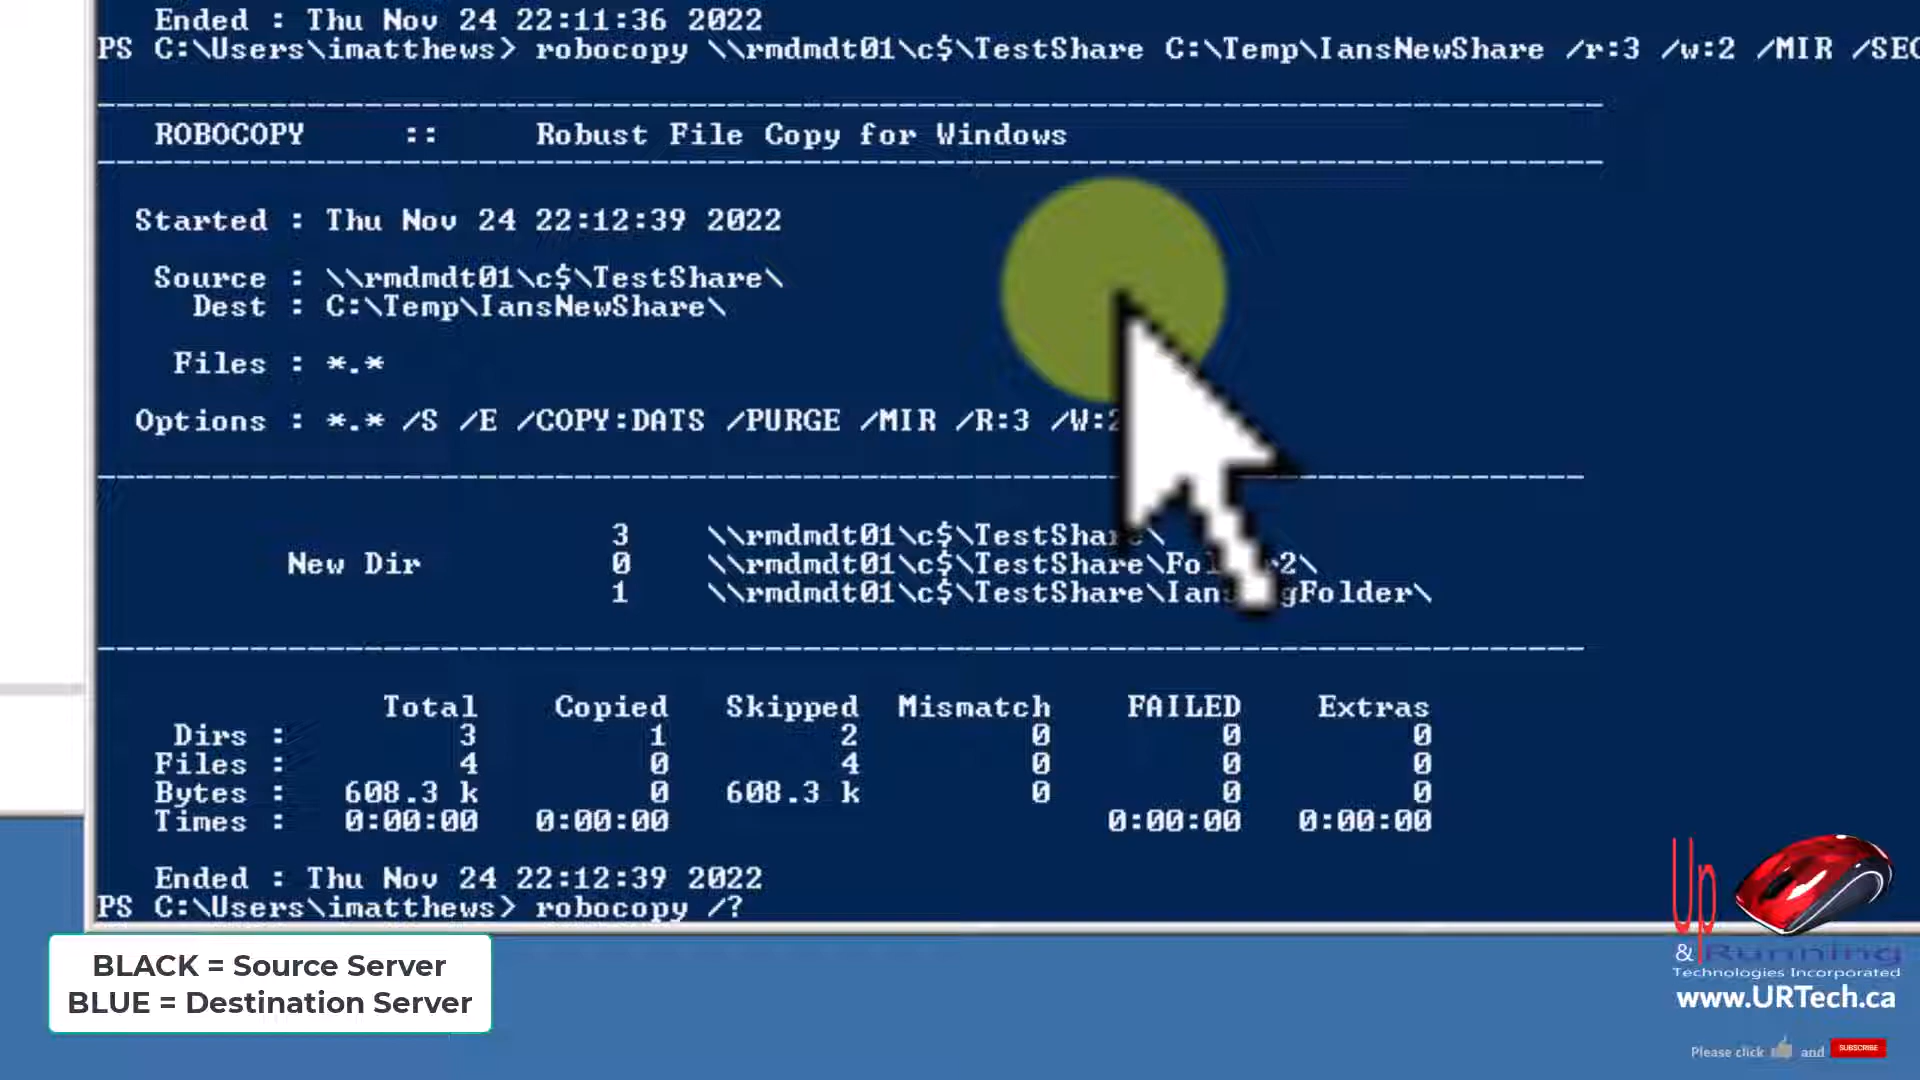 Ended : Thu Nov 24 22:11:36 2022
PS C:\Users\imatthews> robocopy \\rmdmdt01\c$\TestShare C:\Temp\IansNewShare /r:3 /w:2 /MIR /SEC
ROBOCOPY :: Robust File Copy for Windows
Started : Thu Nov 24 22:12:39 2022
Source : \\rmdmdt01\c$\TestShare\
Dest : C:\Temp\IansNewShare\
Files : *.*
Options : *.* /S /E /COPY:DATS /PURGE /MIR /R:3 /W:2
3 \\rmdmdt01\c$\TestShare\
New Dir 0 \\rmdmdt01\c$\TestShare\Folder2\
1
Total Copied Skipped Mismatch FAILED Extras
Dirs : 3 1 2 0 0 0
Files : 4 0 4 0 0 0
Bytes : 608.3 k 0 608.3 k 0 0 0
Times : 0:00:00 0:00:00 0:00:00 0:00:00
Ended : Thu Nov 24 22:12:39 2022
PS C:\Users\imatthews> robocopy /?
BLACK = Source Server
BLUE = Destination Server
Up
& Running
Technologies Incorporated
www.URTech.ca
Please click and SUBSCRIBE